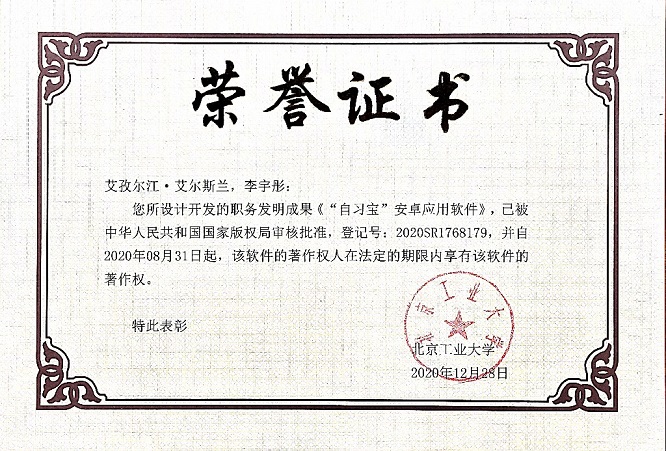 荣誉证书
艾孜尔江·艾尔斯兰，李宇彤：
您所设计开发的职务发明成果《“自习宝”安卓应用软件》，已被
中华人民共和国国家版权局审核批准，登记号：2020SR1768179，并自
2020年08月31日起，该软件的著作权人在法定的期限内享有该软件的
著作权。
特此表彰
北京工业大学
北京工业大学
2020年12月28日